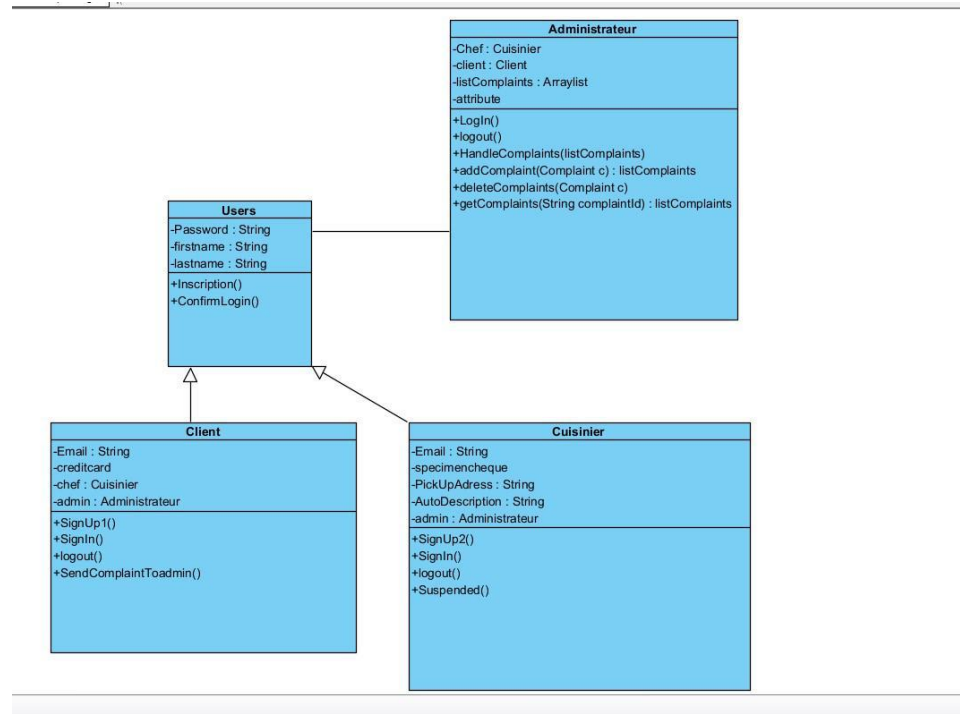 Administrateur
-Chef : Cuisinier
-client : Client
-listComplaints : Arraylist
-attribute
+LogIn()
+logout()
+HandleComplaints(listComplaints)
+addComplaint(Complaint c) : listComplaints
+deleteComplaints(Complaint c)
+getComplaints(String complaintId) : listComplaints
Users
-Password : String
-firstname : String
-lastname : String
+Inscription()
+ConfirmLogin()
Client
-Email : String
-creditcard
-chef : Cuisinier
-admin : Administrateur
+SignUp1()
+SignIn()
+logout()
+SendComplaintToadmin()
Cuisinier
-Email : String
-specimencheque
-PickUpAdress : String
-AutoDescription : String
-admin : Administrateur
+SignUp2()
+SignIn()
+logout()
+Suspended()